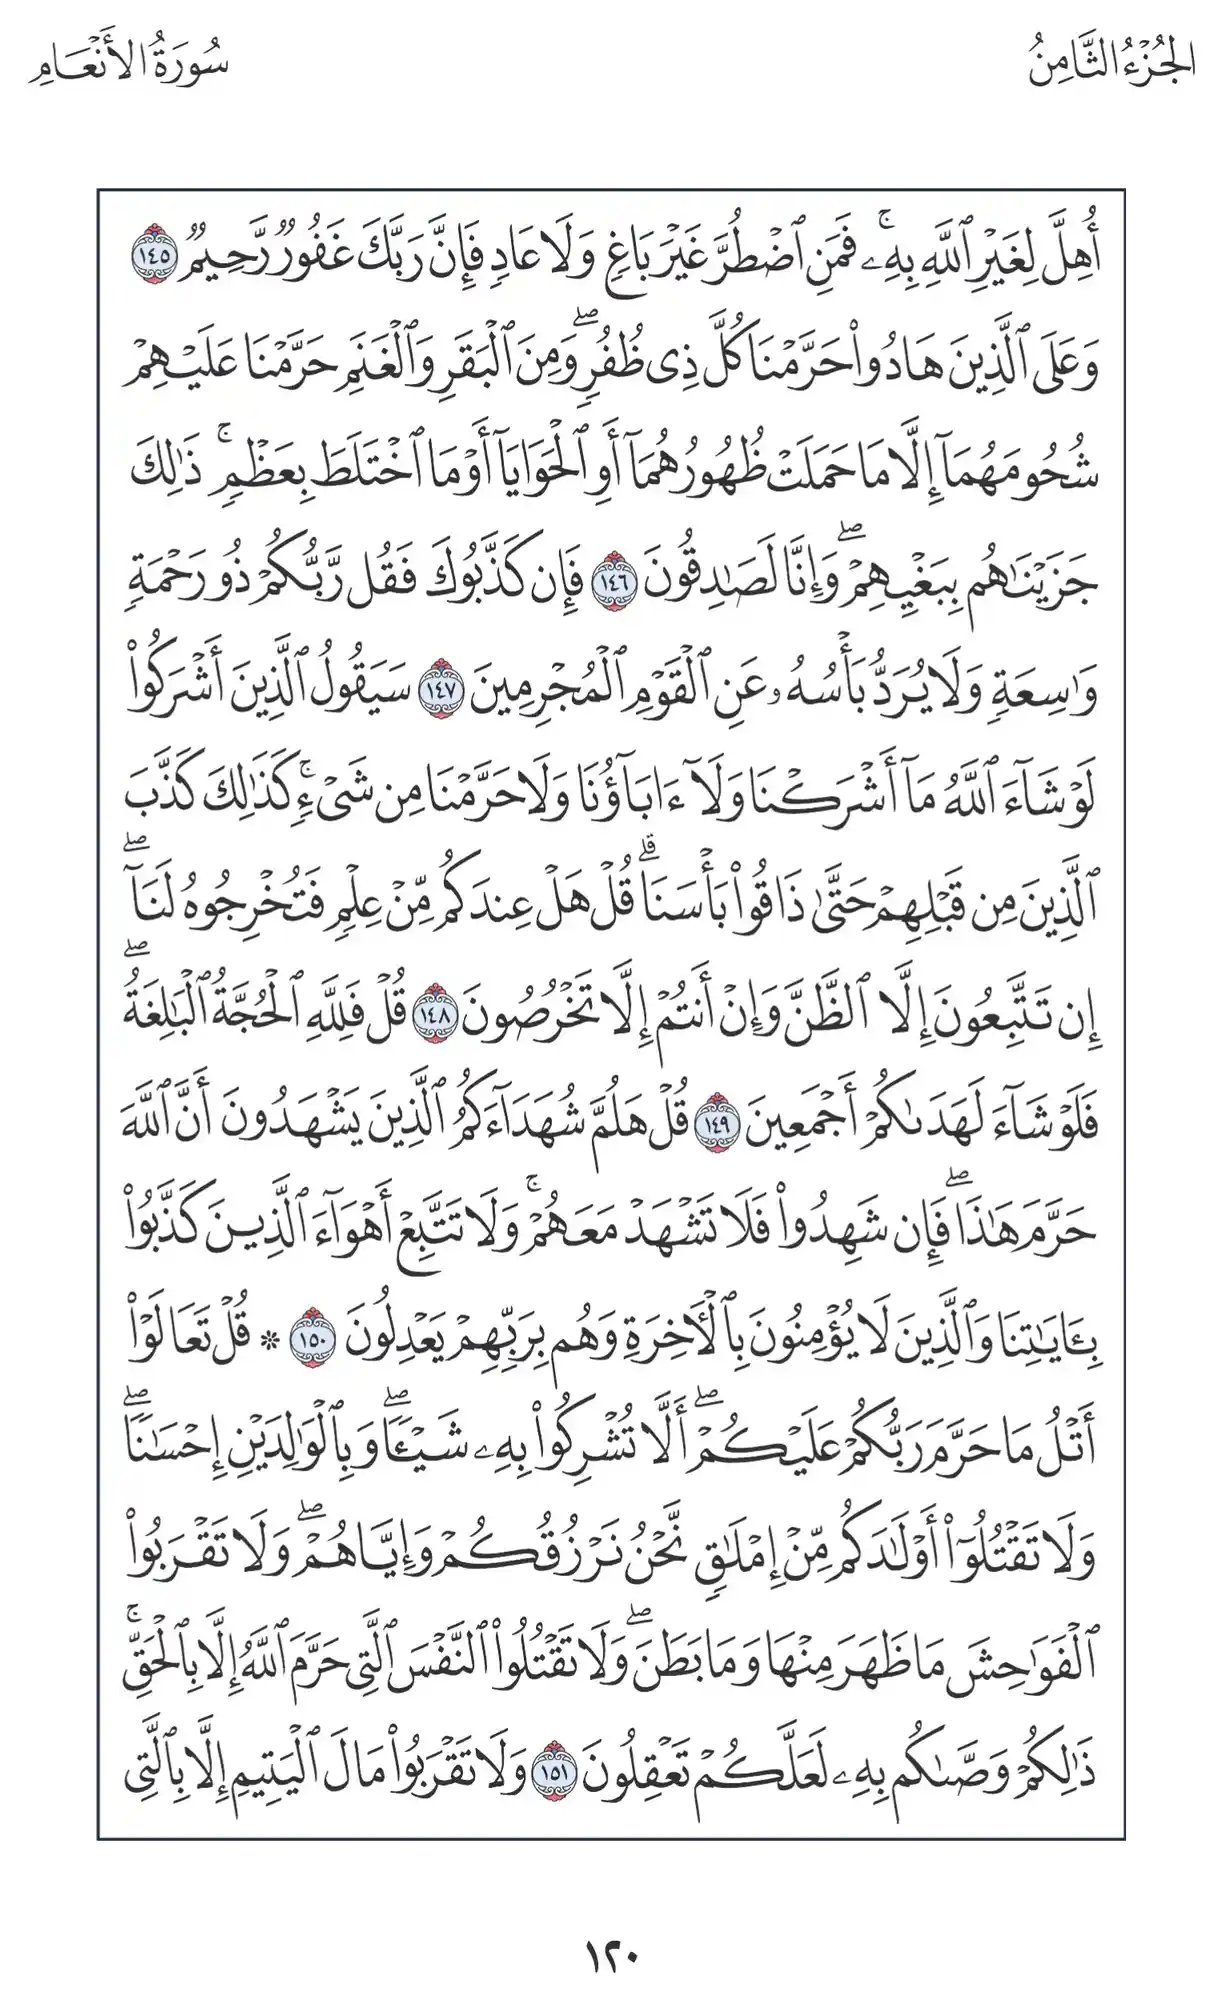 الجُزْءُ الثَّامِنُ
سُورَةُ الأَنْعَامِ
أُهِلَّ لِغَيْرِ ٱللَّهِ بِهِۦۚ فَمَنِ ٱضْطُرَّ غَيْرَ بَاغٍ وَلَا عَادٍ فَإِنَّ رَبَّكَ غَفُورٌ رَّحِيمٌ ١٤٥
وَعَلَى ٱلَّذِينَ هَادُوا۟ حَرَّمْنَا كُلَّ ذِى ظُفُرٍۖ وَمِنَ ٱلْبَقَرِ وَٱلْغَنَمِ حَرَّمْنَا عَلَيْهِمْ
شُحُومَهُمَآ إِلَّا مَا حَمَلَتْ ظُهُورُهُمَآ أَوِ ٱلْحَوَايَآ أَوْ مَا ٱخْتَلَطَ بِعَظْمٍۚ ذَٰلِكَ
جَزَيْنَٰهُم بِبَغْيِهِمْۖ وَإِنَّا لَصَٰدِقُونَ ١٤٦ فَإِن كَذَّبُوكَ فَقُل رَّبُّكُمْ ذُو رَحْمَةٍ
وَٰسِعَةٍ وَلَا يُرَدُّ بَأْسُهُۥ عَنِ ٱلْقَوْمِ ٱلْمُجْرِمِينَ ١٤٧ سَيَقُولُ ٱلَّذِينَ أَشْرَكُوا۟
لَوْ شَآءَ ٱللَّهُ مَآ أَشْرَكْنَا وَلَآ ءَابَآؤُنَا وَلَا حَرَّمْنَا مِن شَىْءٍۚ كَذَٰلِكَ كَذَّبَ
ٱلَّذِينَ مِن قَبْلِهِمْ حَتَّىٰ ذَاقُوا۟ بَأْسَنَاۗ قُلْ هَلْ عِندَكُم مِّنْ عِلْمٍ فَتُخْرِجُوهُ لَنَآۖ
إِن تَتَّبِعُونَ إِلَّا ٱلظَّنَّ وَإِنْ أَنتُمْ إِلَّا تَخْرُصُونَ ١٤٨ قُلْ فَلِلَّهِ ٱلْحُجَّةُ ٱلْبَٰلِغَةُۖ
فَلَوْ شَآءَ لَهَدَىٰكُمْ أَجْمَعِينَ ١٤٩ قُلْ هَلُمَّ شُهَدَآءَكُمُ ٱلَّذِينَ يَشْهَدُونَ أَنَّ ٱللَّهَ
حَرَّمَ هَٰذَاۖ فَإِن شَهِدُوا۟ فَلَا تَشْهَدْ مَعَهُمْۚ وَلَا تَتَّبِعْ أَهْوَآءَ ٱلَّذِينَ كَذَّبُوا۟
بِـَٔايَٰتِنَا وَٱلَّذِينَ لَا يُؤْمِنُونَ بِٱلْـَٔاخِرَةِ وَهُم بِرَبِّهِمْ يَعْدِلُونَ ١٥٠ * قُلْ تَعَالَوْا۟
أَتْلُ مَا حَرَّمَ رَبُّكُمْ عَلَيْكُمْۖ أَلَّا تُشْرِكُوا۟ بِهِۦ شَيْـًٔاۖ وَبِٱلْوَٰلِدَيْنِ إِحْسَٰنًاۖ
وَلَا تَقْتُلُوٓا۟ أَوْلَٰدَكُم مِّنْ إِمْلَٰقٍ نَّحْنُ نَرْزُقُكُمْ وَإِيَّاهُمْۖ وَلَا تَقْرَبُوا۟
ٱلْفَوَٰحِشَ مَا ظَهَرَ مِنْهَا وَمَا بَطَنَۖ وَلَا تَقْتُلُوا۟ ٱلنَّفْسَ ٱلَّتِى حَرَّمَ ٱللَّهُ إِلَّا بِٱلْحَقِّۚ
ذَٰلِكُمْ وَصَّىٰكُم بِهِۦ لَعَلَّكُمْ تَعْقِلُونَ ١٥١ وَلَا تَقْرَبُوا۟ مَالَ ٱلْيَتِيمِ إِلَّا بِٱلَّتِى
١٢٠